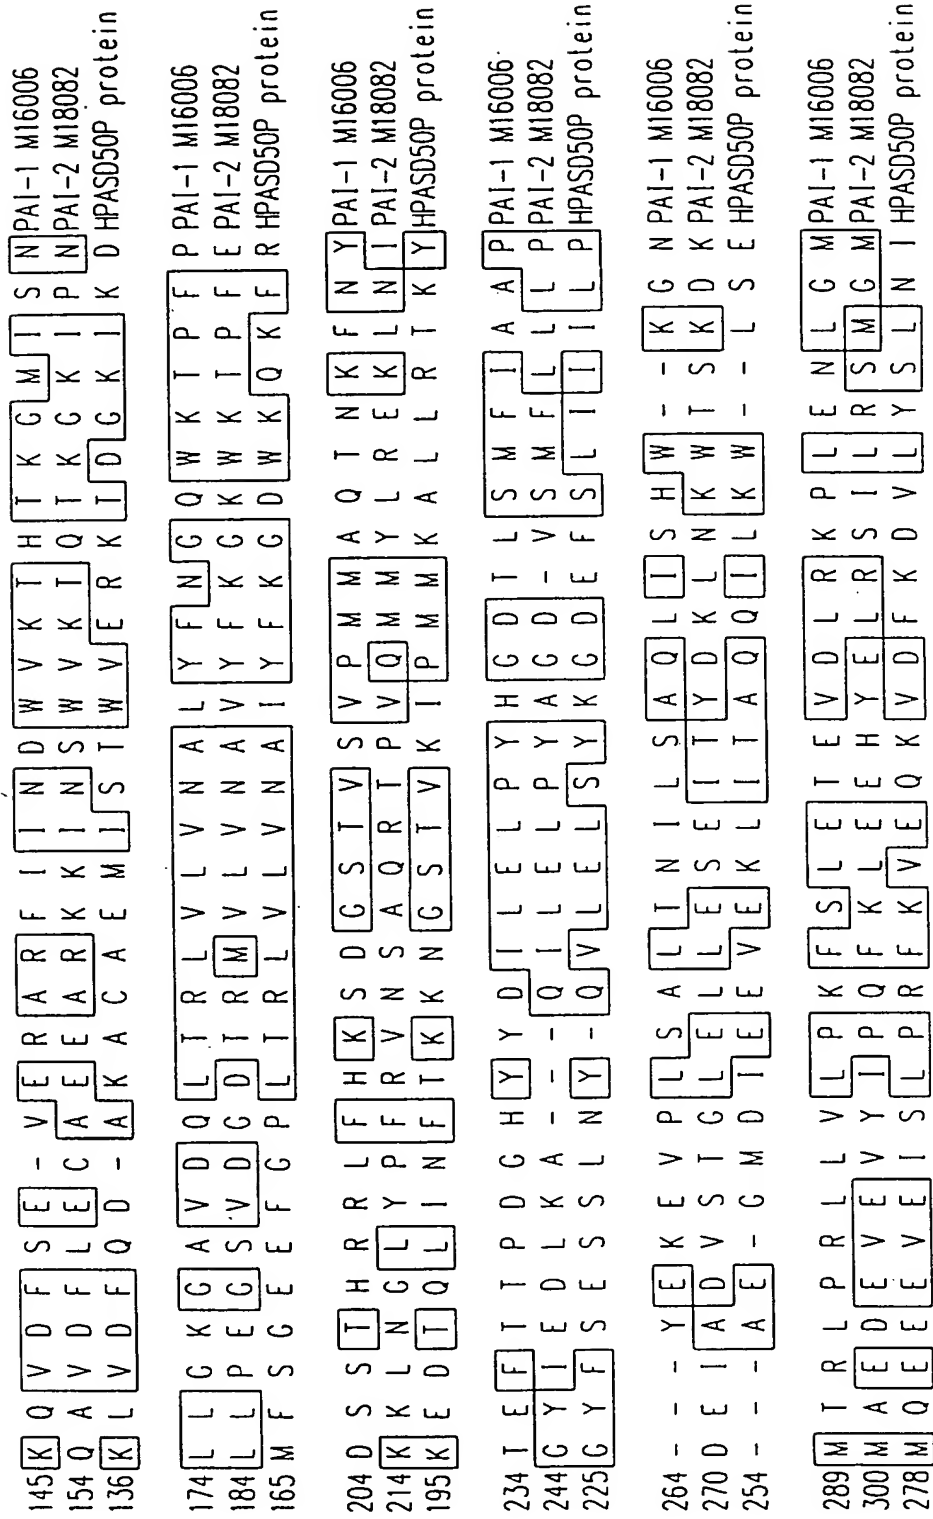 145 K Q V D F S E - V E R A R F I I N D W V K T H T K G M I S N PAI-1 M16006
154 Q A V D F L E C A E E A R K K I N S W V K T Q T K G K I P N PAI-2 M18082
136 K L V D F Q D - A K A C A E M I S T W V E R K T D G K I K D HPASD50P protein
174 L L G K G A V D Q L T R L V L V N A L Y F N G Q W K T P F P PAI-1 M16006
184 L L P E G S V D G D T R M V L V N A V Y F K G K W K T P F E PAI-2 M18082
165 M F S G E E F G P L T R L V L V N A I Y F K G D W K Q K F R HPASD50P protein
204 D S S T H R R L F H K S D G S T V S V P M M A Q T N K F N Y PAI-1 M16006
214 K K L N G L Y P F R V N S A Q R T P V Q M M Y L R E K L N I PAI-2 M18082
195 K E D T Q L I N F T K K N G S T V K I P M M K A L L R T K Y HPASD50P protein
234 T E F T T P D G H Y Y D I L E L P Y H G D T L S M F I A A P PAI-1 M16006
244 G Y I E D L K A - - - Q I L E L P Y A G D - V S M F L L L P PAI-2 M18082
225 G Y F S E S S L N Y - Q V L E L S Y K G D E F S L I I I L P HPASD50P protein
264 - - - Y E K E V P L S A L T N I L S A Q L I S H W - - K G N PAI-1 M16006
270 D E I A D V S T G L E L L E S E I T Y D K L N K W T S K D K PAI-2 M18082
254 - - - A E - G M D I E E V E K L I T A Q Q I L K W - - L S E HPASD50P protein
289 M T R L P R L L V L P K F S L E T E V D L R K P L E N L G M PAI-1 M16006
300 M A E D E V E V Y I P Q F K L E E H Y E L R S I L R S M G M PAI-2 M18082
278 M Q E E E V E I S L P R F K V E Q K V D F K D V L Y S L N I HPASD50P protein